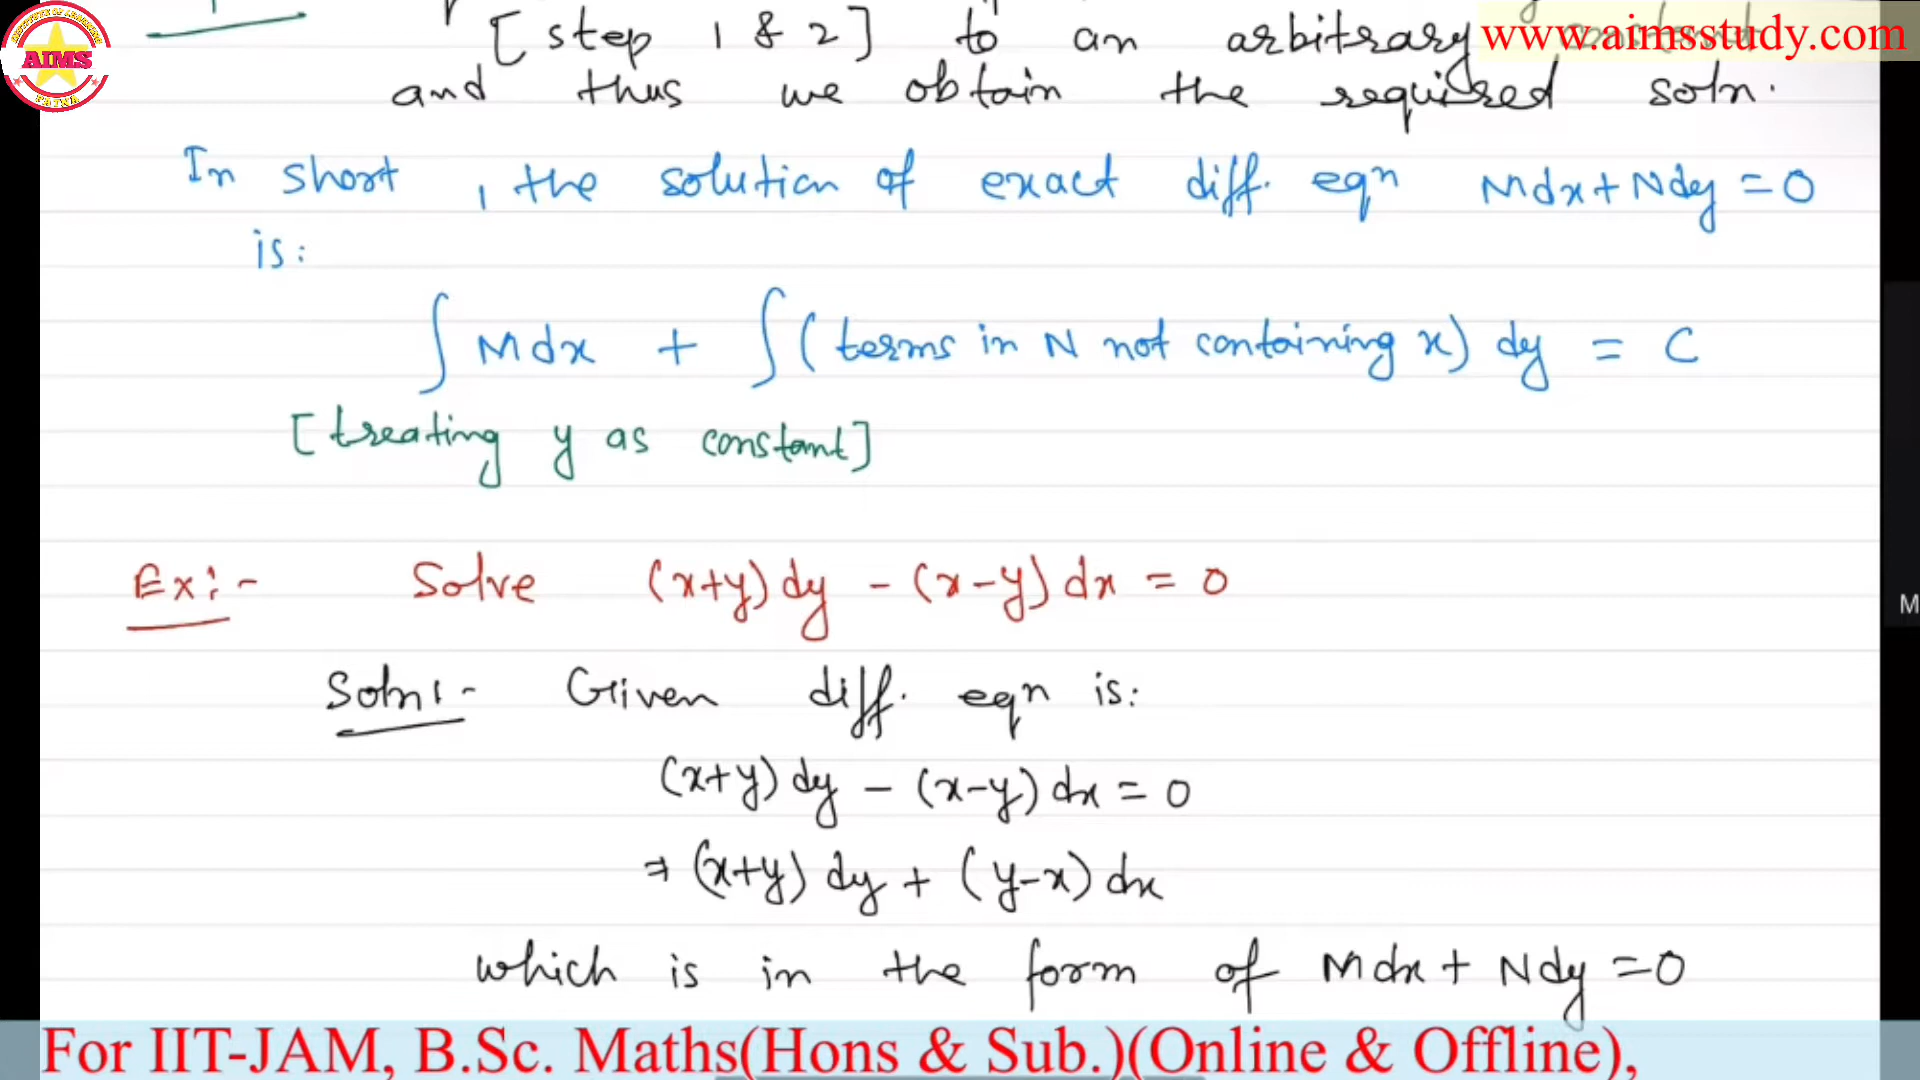 [step 1 & 2] to an arbitrary
www.aimsstudy.com
AIMS
PATNA
and thus we obtain the required soln.
In short, the solution of exact diff. eqn Mdx+Ndy=0
is:
∫Mdx + ∫(terms in N not containing x) dy = C
[treating y as constant]
Ex:- Solve (x+y)dy - (x-y)dx = 0
Soln:- Given diff. eqn is:
(x+y)dy - (x-y)dx = 0
⇒ (x+y)dy + (y-x)dx
which is in the form of Mdx + Ndy = 0
M
For IIT-JAM, B.Sc. Maths(Hons & Sub.)(Online & Offline),